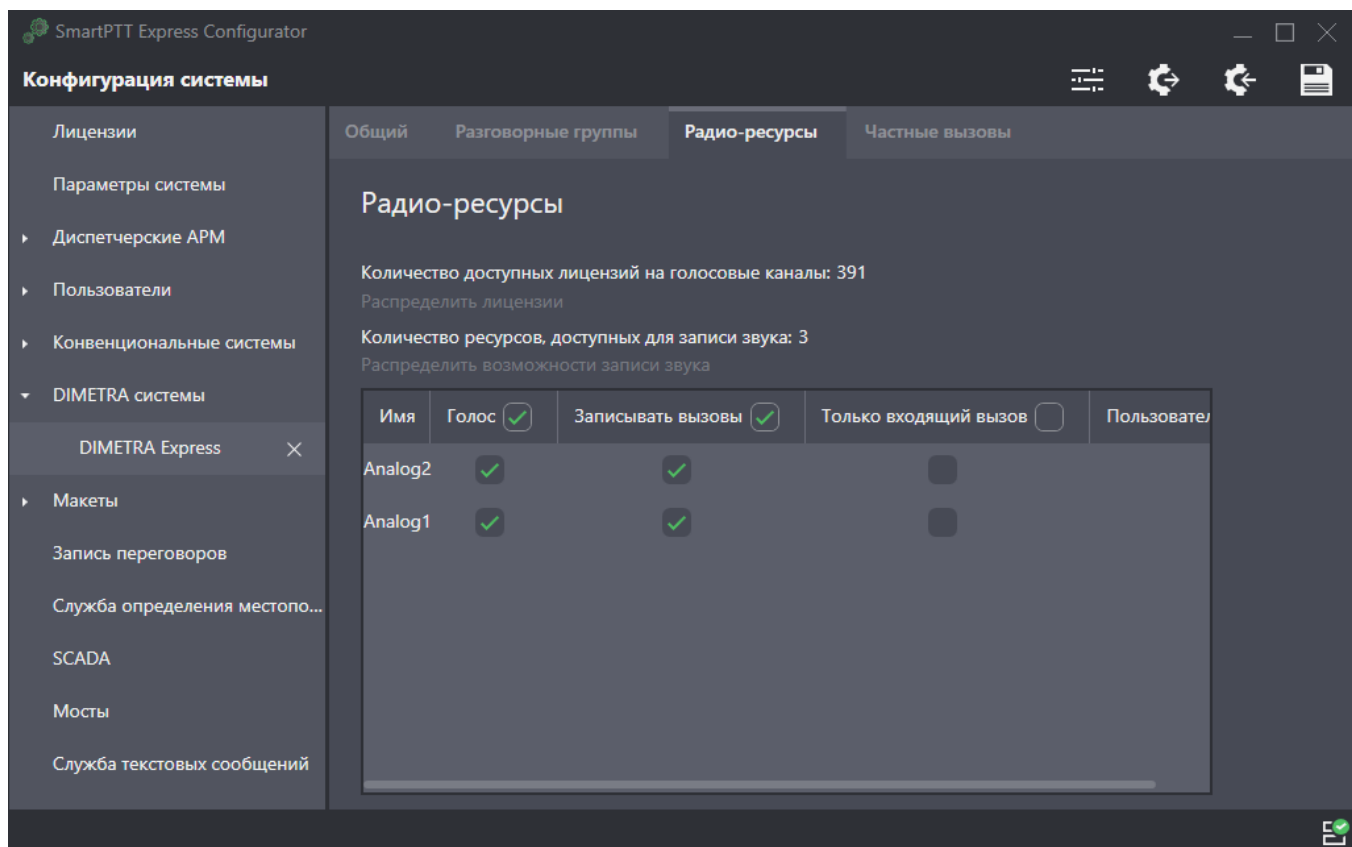 SmartPTT Express Configurator
Конфигурация системы
Лицензии
Параметры системы
Диспетчерские АРМ
Пользователи
Конвенциональные системы
DIMETRA системы
DIMETRA Express
Макеты
Запись переговоров
Служба определения местопо...
SCADA
Мосты
Служба текстовых сообщений
Общий Разговорные группы Радио-ресурсы Частные вызовы
Радио-ресурсы
Количество доступных лицензий на голосовые каналы: 391
Распределить лицензии
Количество ресурсов, доступных для записи звука: 3
Распределить возможности записи звука
Имя Голос Записывать вызовы Только входящий вызов Пользовател
Analog2
Analog1